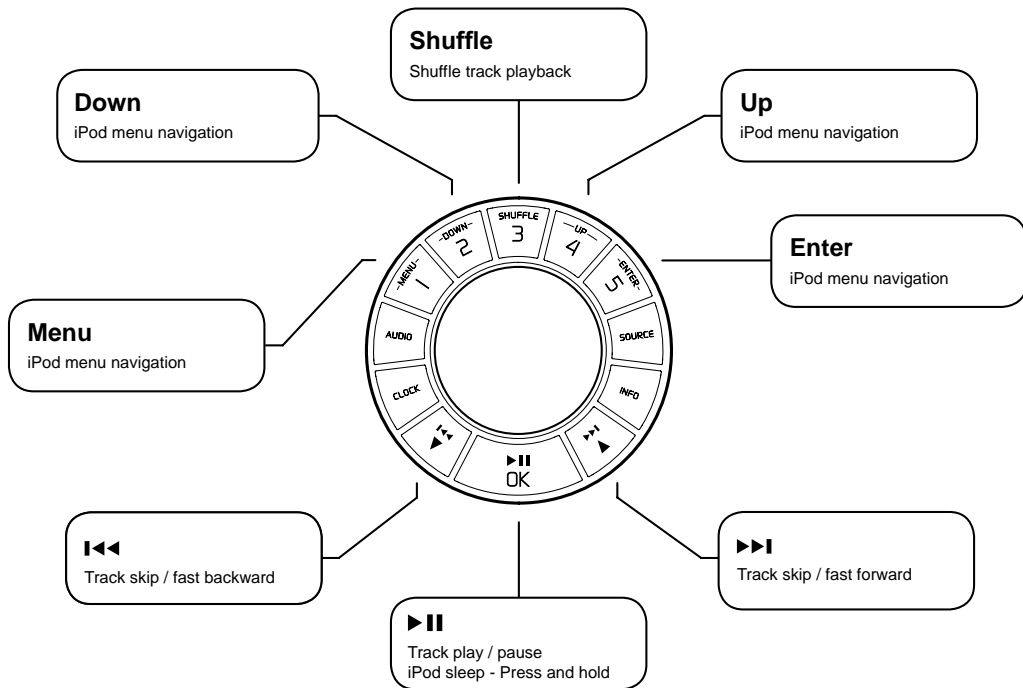 Shuffle
Shuffle track playback
Down
iPod menu navigation
Up
iPod menu navigation
Enter
iPod menu navigation
Menu
iPod menu navigation
SHUFFLE
3
-DOWN-
2
-UP-
4
-MENU-
1
-ENTER-
5
AUDIO
SOURCE
CLOCK
INFO
OK
Track skip / fast backward
Track skip / fast forward
Track play / pause
iPod sleep - Press and hold